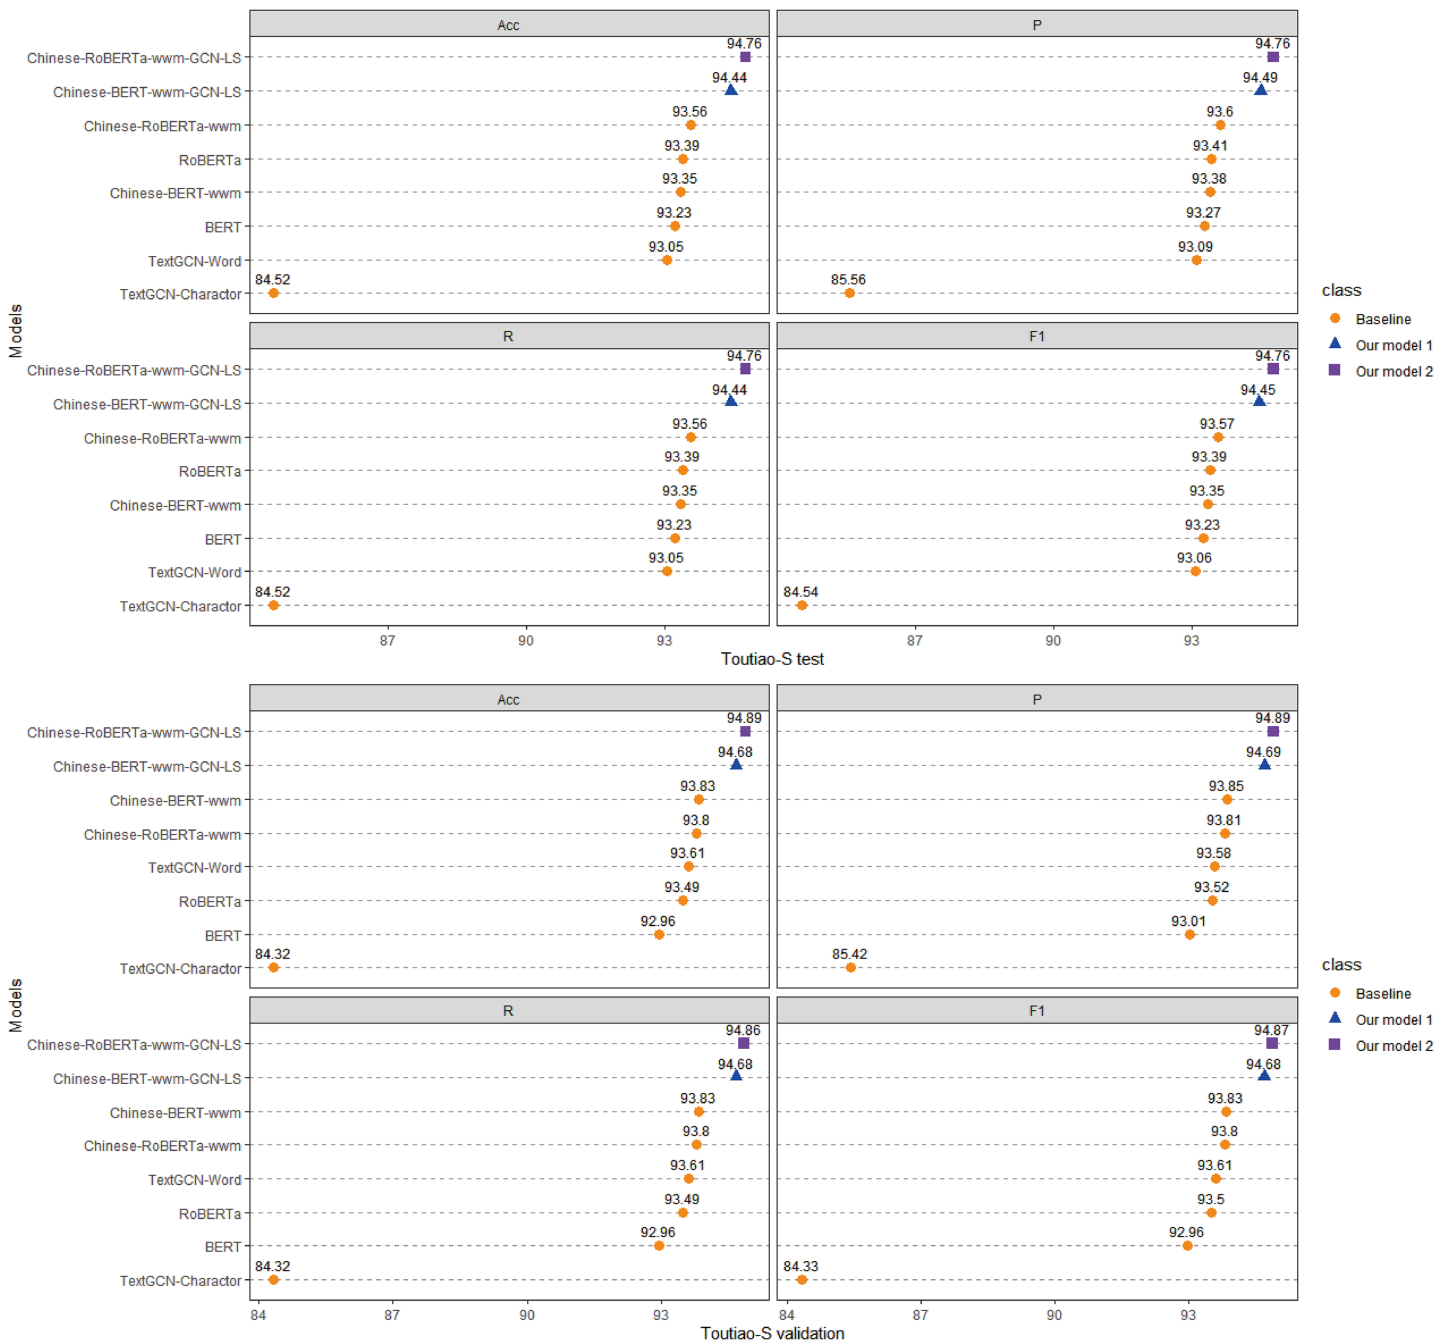 Acc
P
Chinese-RoBERTa-wwm-GCN-LS
94.76
94.76
Chinese-BERT-wwm-GCN-LS
94.44
94.49
Chinese-RoBERTa-wwm
93.56
93.6
RoBERTa
93.39
93.41
Chinese-BERT-wwm
93.35
93.38
BERT
93.23
93.27
TextGCN-Word
93.05
93.09
TextGCN-Charactor
84.52
85.56
R
F1
Chinese-RoBERTa-wwm-GCN-LS
94.76
94.76
Chinese-BERT-wwm-GCN-LS
94.44
94.45
Chinese-RoBERTa-wwm
93.56
93.57
RoBERTa
93.39
93.39
Chinese-BERT-wwm
93.35
93.35
BERT
93.23
93.23
TextGCN-Word
93.05
93.06
TextGCN-Charactor
84.52
84.54
87 90 93 87 90 93
Toutiao-S test
Models
class
Baseline
Our model 1
Our model 2
Acc
P
Chinese-RoBERTa-wwm-GCN-LS
94.89
94.89
Chinese-BERT-wwm-GCN-LS
94.68
94.69
Chinese-BERT-wwm
93.83
93.85
Chinese-RoBERTa-wwm
93.8
93.81
TextGCN-Word
93.61
93.58
RoBERTa
93.49
93.52
BERT
92.96
93.01
TextGCN-Charactor
84.32
85.42
R
F1
Chinese-RoBERTa-wwm-GCN-LS
94.86
94.87
Chinese-BERT-wwm-GCN-LS
94.68
94.68
Chinese-BERT-wwm
93.83
93.83
Chinese-RoBERTa-wwm
93.8
93.8
TextGCN-Word
93.61
93.61
RoBERTa
93.49
93.5
BERT
92.96
92.96
TextGCN-Charactor
84.32
84.33
84 87 90 93 84 87 90 93
Toutiao-S validation
Models
class
Baseline
Our model 1
Our model 2